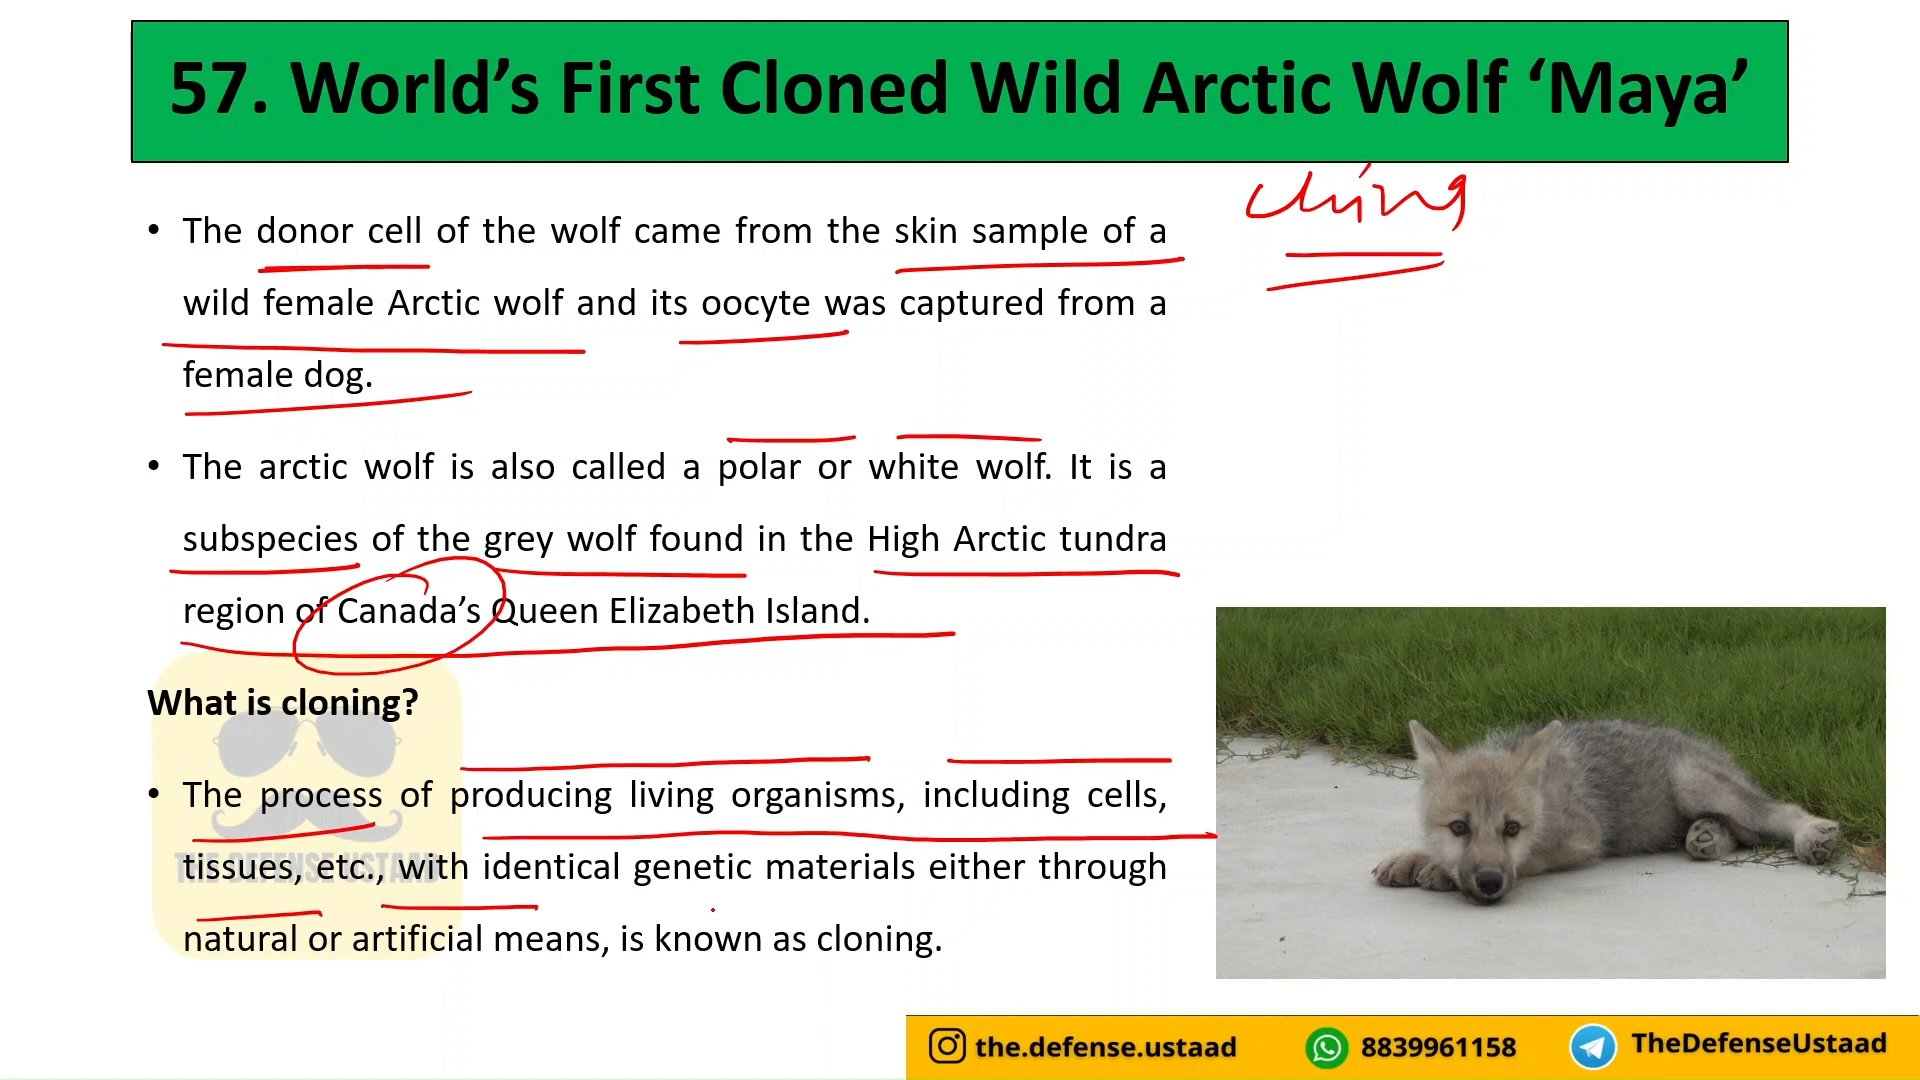 57. World’s First Cloned Wild Arctic Wolf ‘Maya’
• The donor cell of the wolf came from the skin sample of a
wild female Arctic wolf and its oocyte was captured from a
female dog.
• The arctic wolf is also called a polar or white wolf. It is a
subspecies of the grey wolf found in the High Arctic tundra
region of Canada’s Queen Elizabeth Island.
What is cloning?
• The process of producing living organisms, including cells,
tissues, etc., with identical genetic materials either through
natural or artificial means, is known as cloning.
THE DEFENSE USTAAD
the.defense.ustaad
8839961158
TheDefenseUstaad